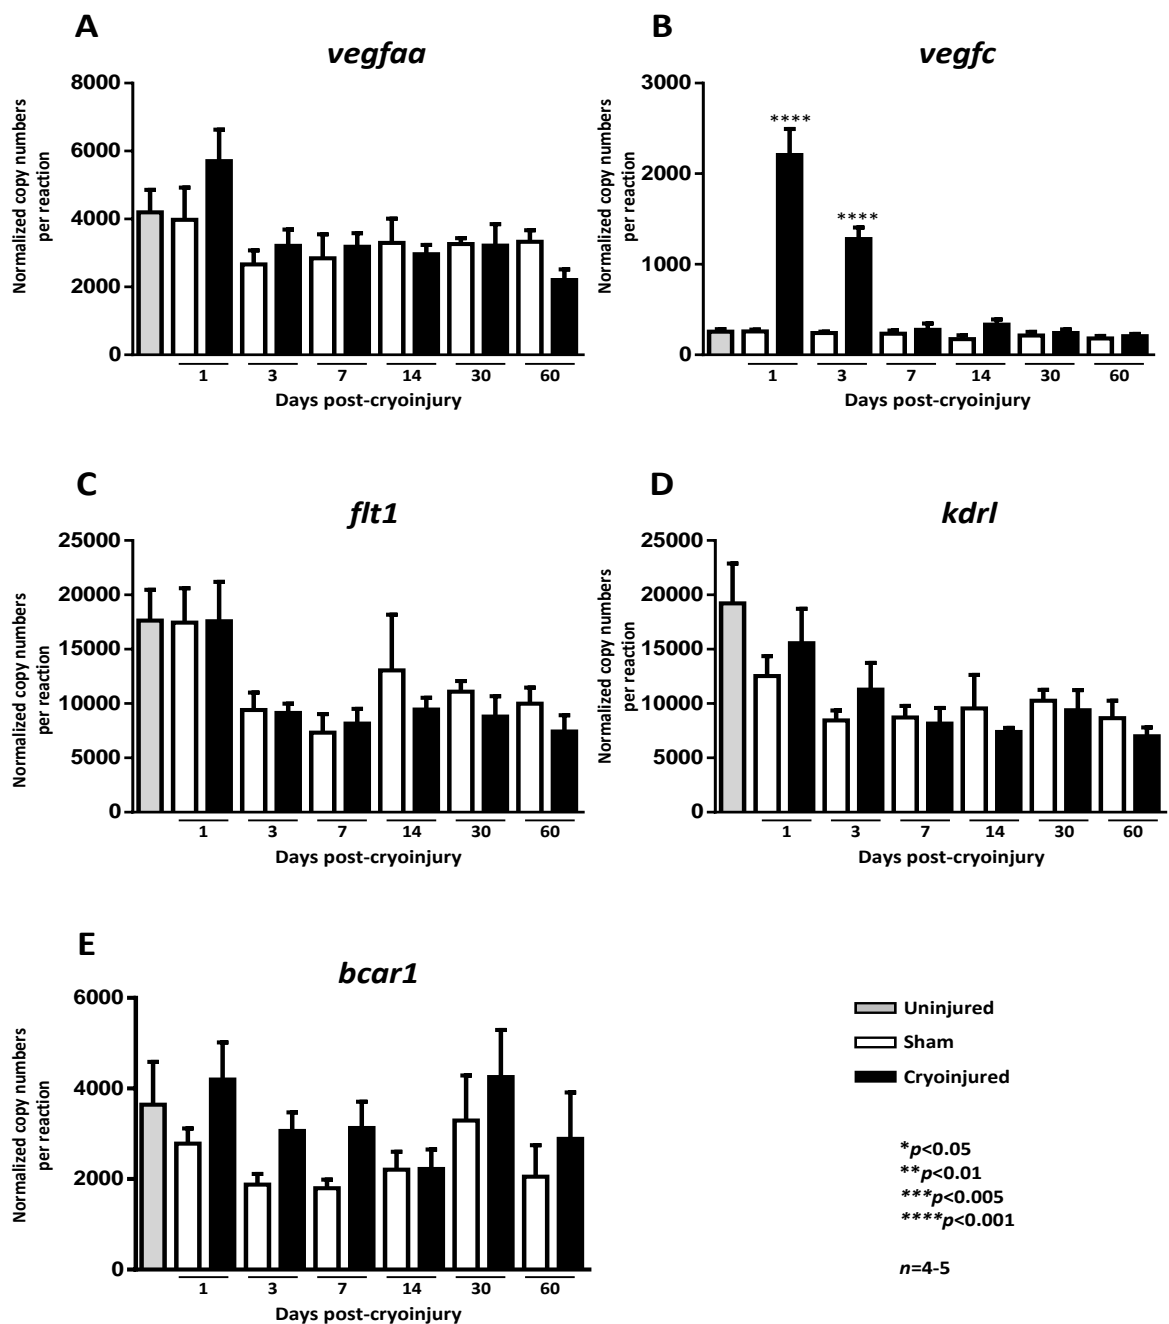 A
vegfaa
Normalized copy numbers
per reaction
8000
6000
4000
2000
0
1 3 7 14 30 60
Days post-cryoinjury
B
vegfc
Normalized copy numbers
per reaction
3000
2000
1000
0
****
****
1 3 7 14 30 60
Days post-cryoinjury
C
flt1
Normalized copy numbers
per reaction
25000
20000
15000
10000
5000
0
1 3 7 14 30 60
Days post-cryoinjury
D
kdrl
Normalized copy numbers
per reaction
25000
20000
15000
10000
5000
0
1 3 7 14 30 60
Days post-cryoinjury
E
bcar1
Normalized copy numbers
per reaction
6000
4000
2000
0
1 3 7 14 30 60
Days post-cryoinjury
Uninjured
Sham
Cryoinjured
*p<0.05
**p<0.01
***p<0.005
****p<0.001
n=4-5